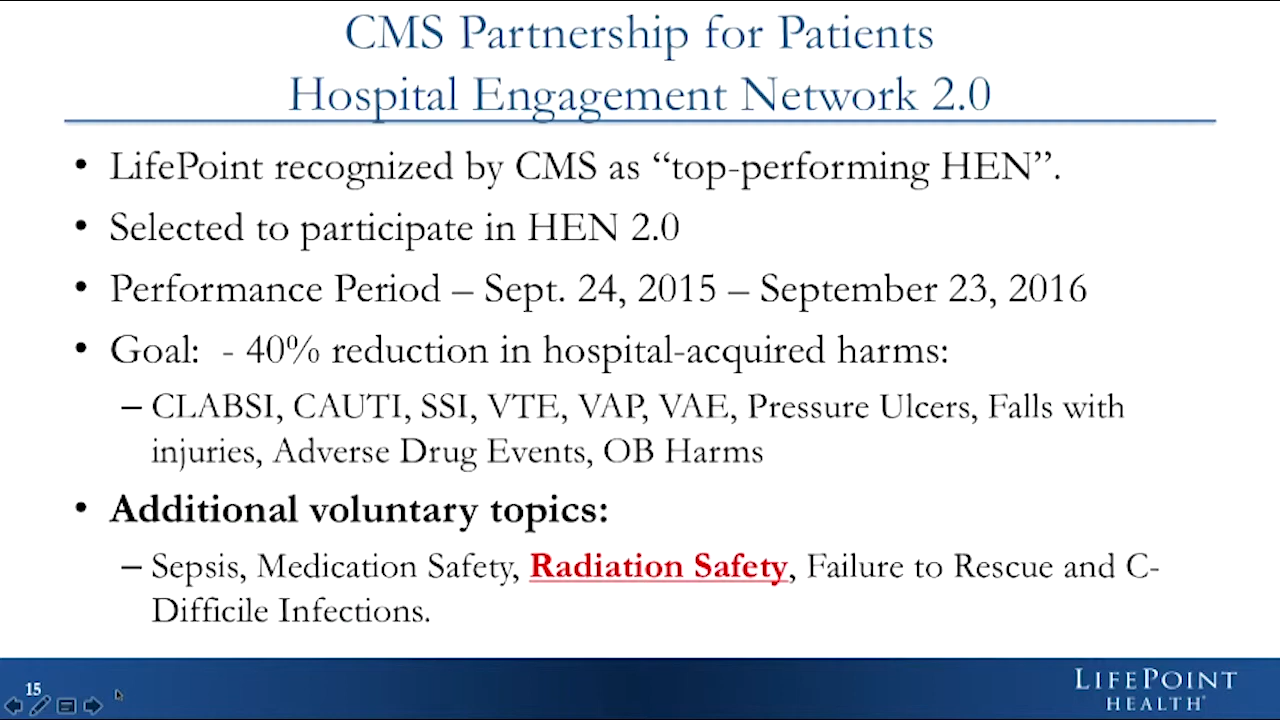 CMS Partnership for Patients
Hospital Engagement Network 2.0
• LifePoint recognized by CMS as “top-performing HEN”.
• Selected to participate in HEN 2.0
• Performance Period – Sept. 24, 2015 – September 23, 2016
• Goal:  - 40% reduction in hospital-acquired harms:
– CLABSI, CAUTI, SSI, VTE, VAP, VAE, Pressure Ulcers, Falls with
injuries, Adverse Drug Events, OB Harms
• Additional voluntary topics:
– Sepsis, Medication Safety, Radiation Safety, Failure to Rescue and C-
Difficile Infections.
15
LIFEPOINT
HEALTH®